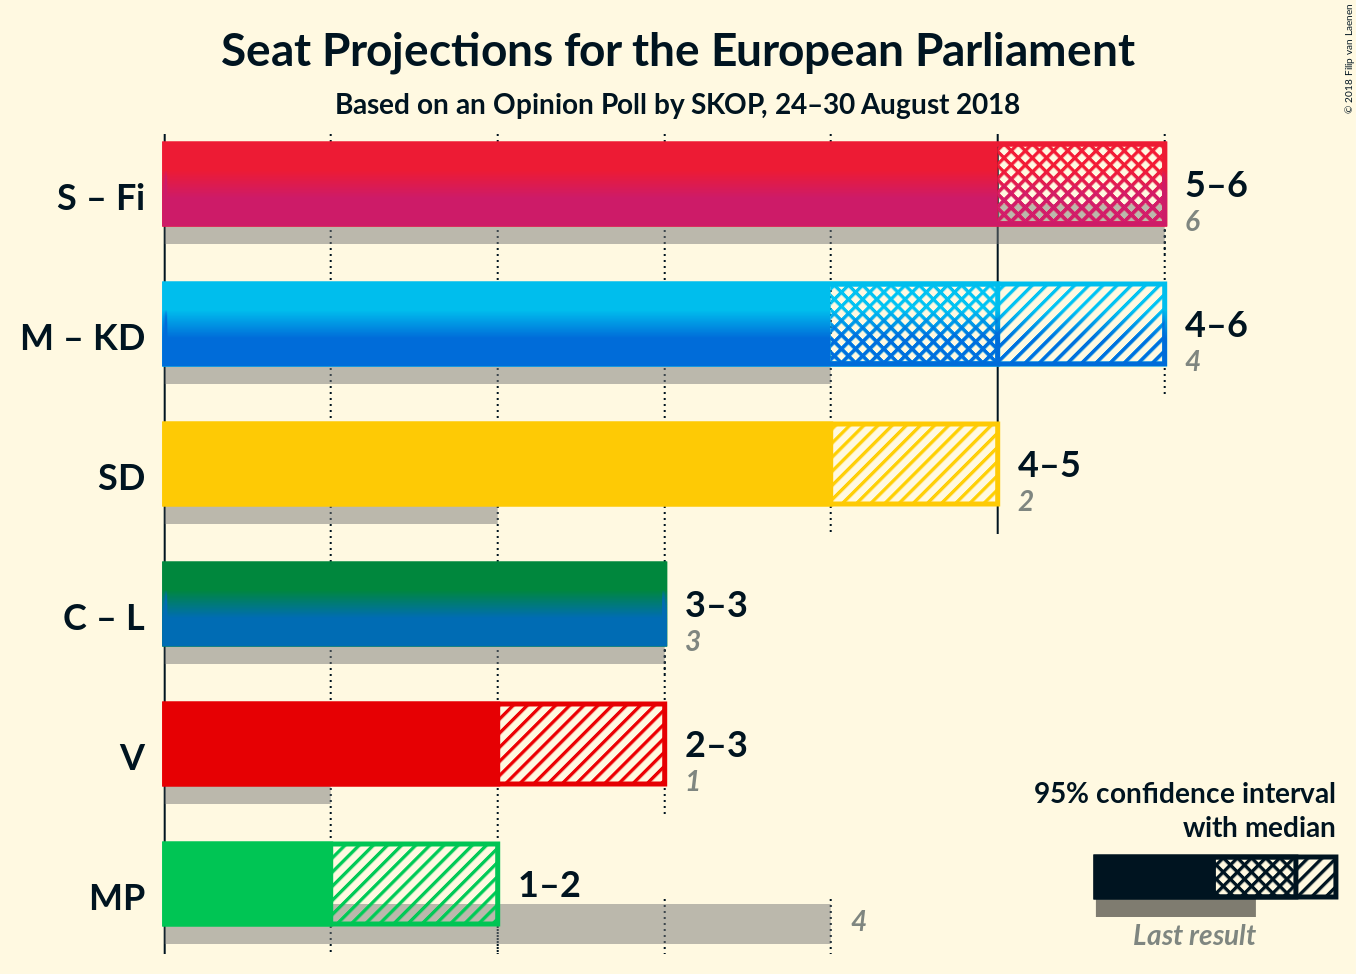 Seat Projections for the European Parliament
Based on an Opinion Poll by SKOP, 24–30 August 2018
© 2018 Filip van Laenen
S – Fi
5–6
6
M – KD
4–6
4
SD
4–5
2
C – L
3–3
3
V
2–3
1
MP
1–2
4
95% confidence interval
with median
Last result